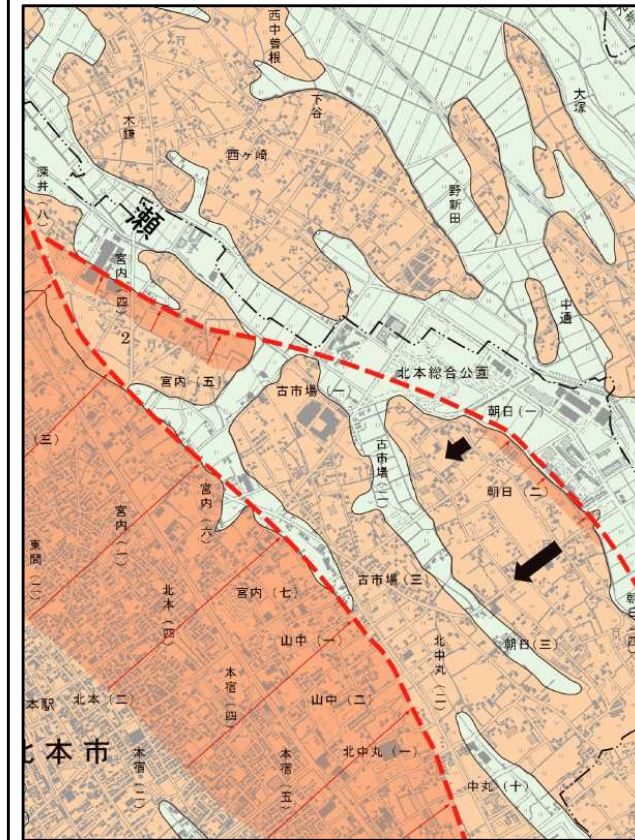 西中曽根
木鎌
下谷
大塚
西ヶ崎
深井(八)
瀬
野新田
宮内(四)
2
中通
北本総合公園
宮内(五)
古市場(一)
朝日(一)
古市場(二)
(三)
朝日(二)
宮内(一)
宮内(六)
東間(二)
宮内(七)
古市場(三)
北本(四)
山中(一)
朝日(三)
朝日(四)
北中丸(二)
本宿(四)
北本(二)
山中(二)
本駅
北本市
本宿(二)
北中丸(一)
本宿(五)
中丸(十)